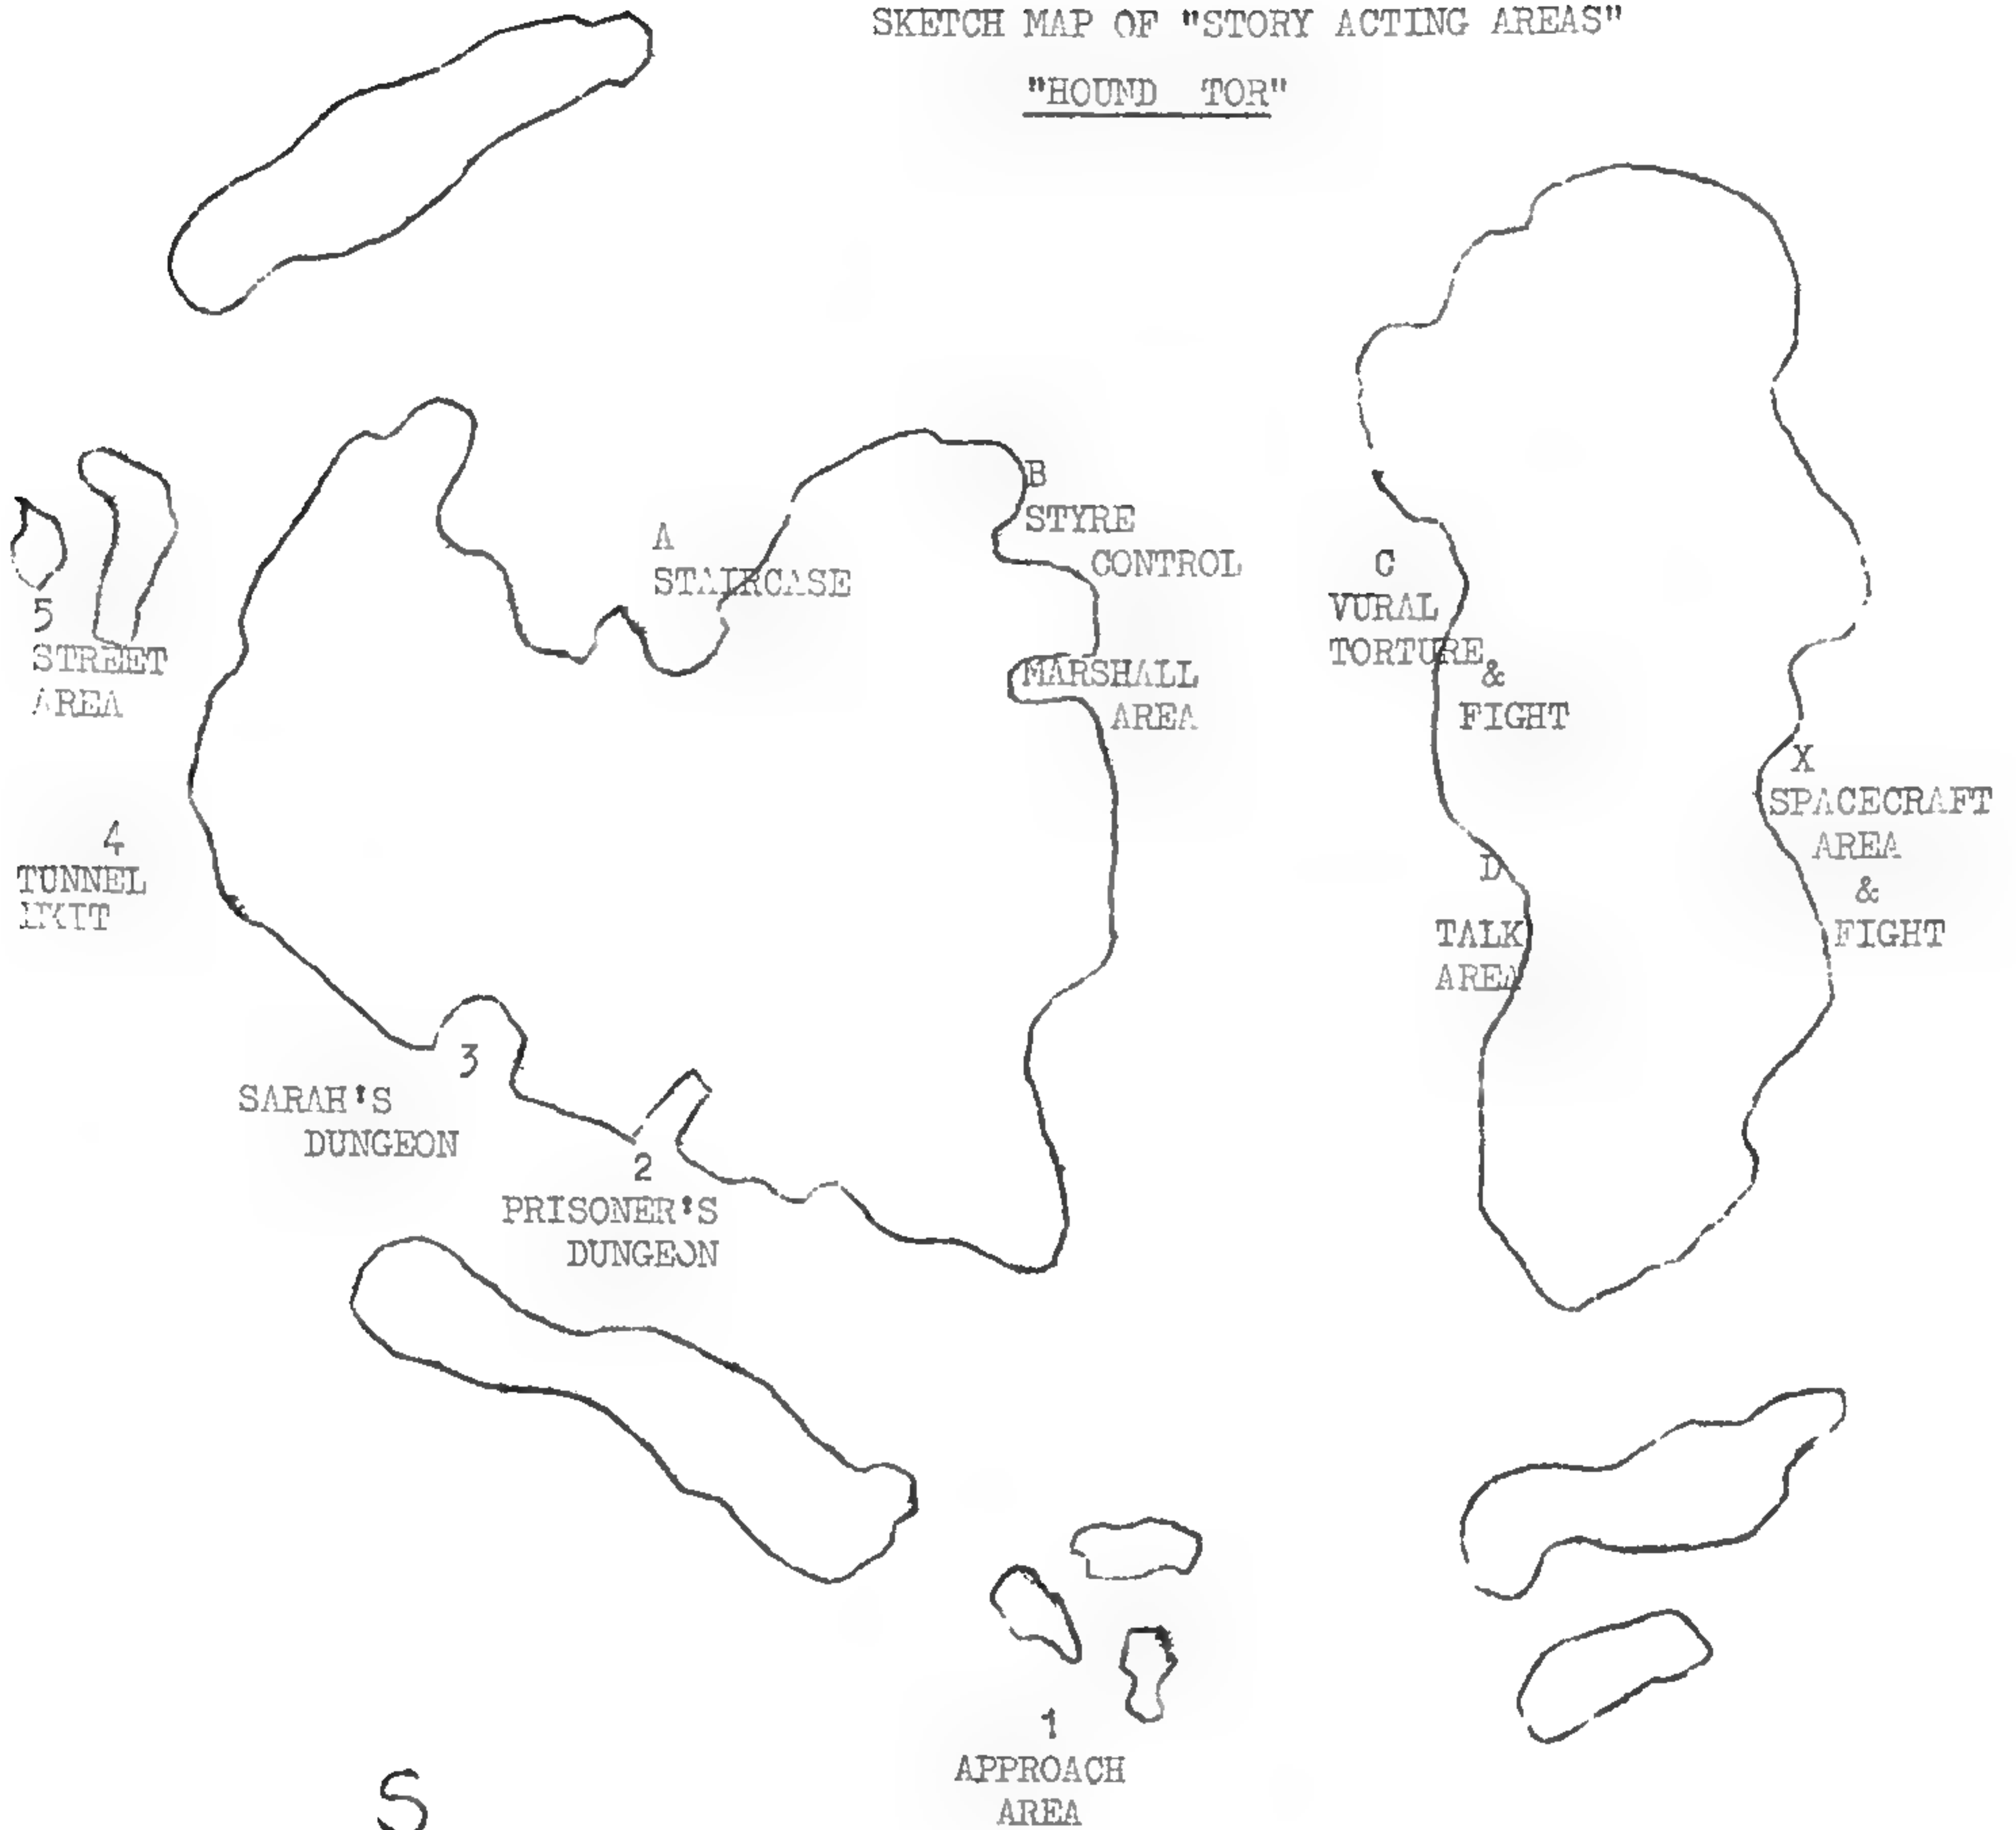 SKETCH MAP OF "STORY ACTING AREAS"
"HOUND TOR"
A
STAIRCASE
B
STYRE
CONTROL
MARSHALL
AREA
C
VURAL
TORTURE
&
FIGHT
X
SPACECRAFT
AREA
&
FIGHT
D
TALK
AREA
5
STREET
AREA
4
TUNNEL
EXIT
3
SARAH'S
DUNGEON
2
PRISONER'S
DUNGEON
1
APPROACH
AREA
S